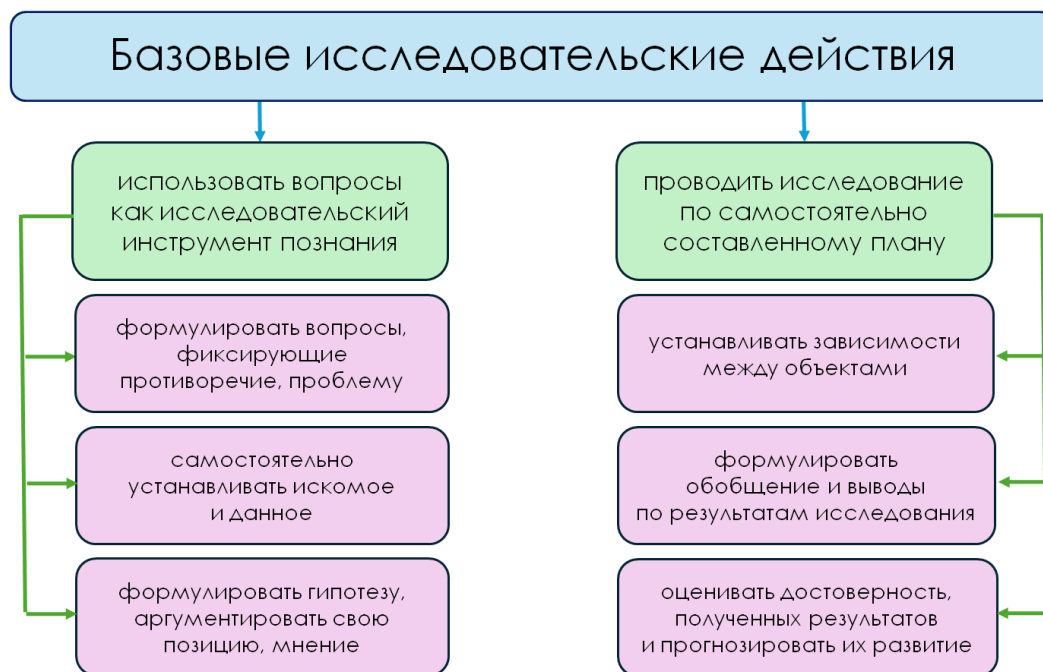 Базовые исследовательские действия
использовать вопросы
как исследовательский
инструмент познания
формулировать вопросы,
фиксирующие
противоречие, проблему
самостоятельно
устанавливать искомое
и данное
формулировать гипотезу,
аргументировать свою
позицию, мнение
проводить исследование
по самостоятельно
составленному плану
устанавливать зависимости
между объектами
формулировать
обобщение и выводы
по результатам исследования
оценивать достоверность,
полученных результатов
и прогнозировать их развитие